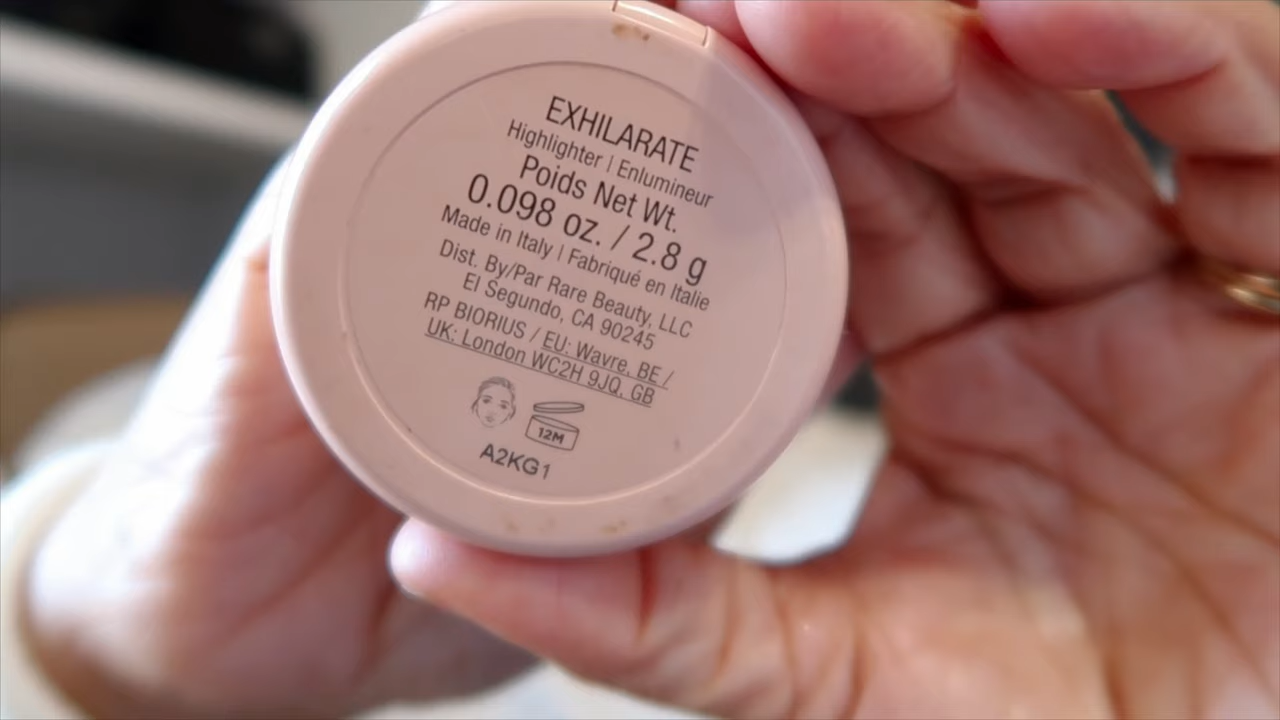 EXHILARATE
Highlighter | Enlumineur
Poids Net Wt.
0.098 oz. / 2.8 g
Made in Italy | Fabriqué en Italie
Dist. By/Par Rare Beauty, LLC
El Segundo, CA 90245
RP BIORIUS / EU: Wavre, BE /
UK: London WC2H 9JQ, GB
12M
A2KG1